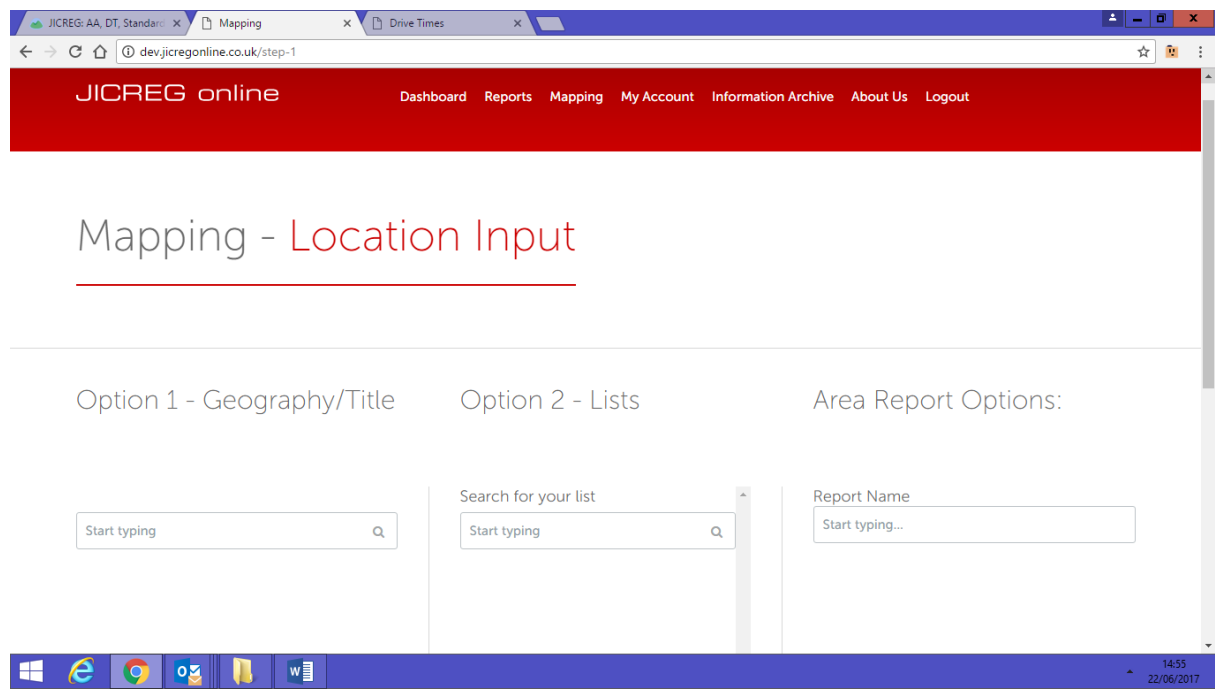 JICREG: AA, DT, Standard
Mapping
Drive Times
dev.jicregonline.co.uk/step-1
JICREG online
Dashboard Reports Mapping My Account Information Archive About Us Logout
Mapping - Location Input
Option 1 - Geography/Title
Option 2 - Lists
Area Report Options:
Search for your list
Report Name
Start typing
Start typing
Start typing...
14:55
22/06/2017